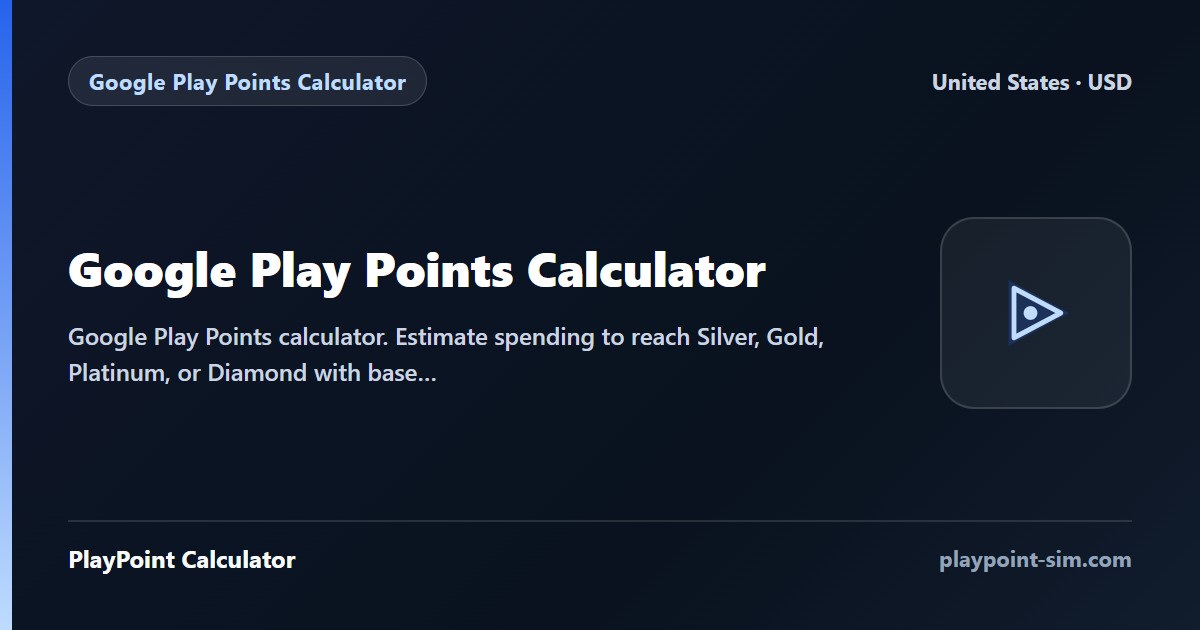 Google Play Points Calculator
United States · USD
Google Play Points Calculator
Google Play Points calculator. Estimate spending to reach Silver, Gold,
Platinum, or Diamond with base...
PlayPoint Calculator
playpoint-sim.com